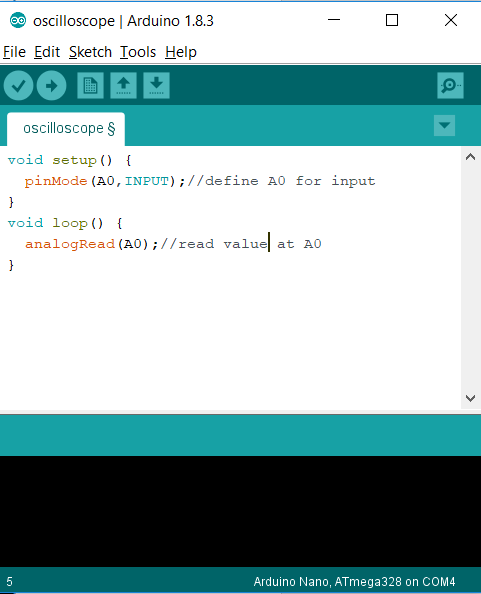 oscilloscope | Arduino 1.8.3
File Edit Sketch Tools Help
oscilloscope §
void setup() {
  pinMode(A0,INPUT);//define A0 for input
}
void loop() {
  analogRead(A0);//read value at A0
}
5 Arduino Nano, ATmega328 on COM4